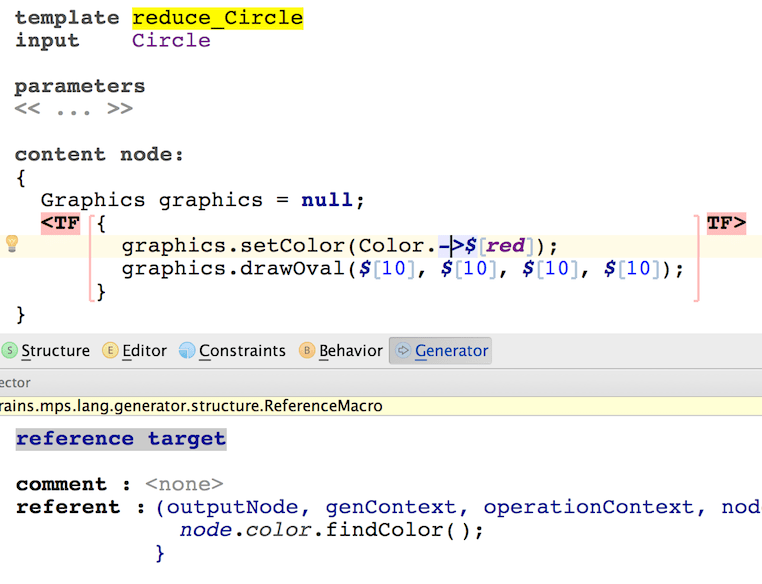 template reduce_Circle
input Circle
parameters
<< ... >>
content node:
{
Graphics graphics = null;
<TF { TF>
graphics.setColor(Color.->$[red]);
graphics.drawOval($[10], $[10], $[10], $[10]);
}
}
S Structure E Editor Constraints B Behavior Generator
ector
rains.mps.lang.generator.structure.ReferenceMacro
reference target
comment : <none>
referent : (outputNode, genContext, operationContext, nod
node.color.findColor();
}